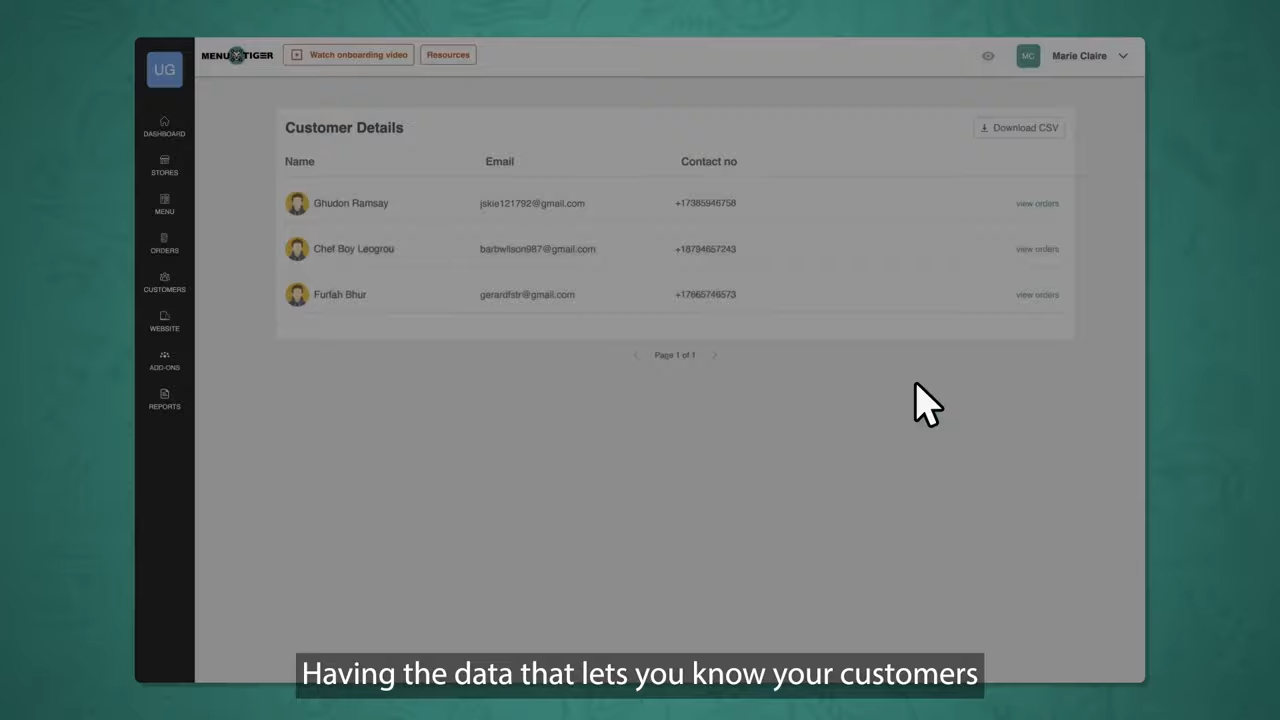 UG
MENU TIGER
Watch onboarding video
Resources
MC
Marie Claire
DASHBOARD
STORES
MENU
ORDERS
CUSTOMERS
WEBSITE
ADD-ONS
REPORTS
Customer Details
Download CSV
Name Email Contact no
Ghudon Ramsay jskie121792@gmail.com +17385946758 view orders
Chef Boy Leogrou barbwilson987@gmail.com +18794657243 view orders
Furfah Bhur gerardfstr@gmail.com +17665746573 view orders
Page 1 of 1
Having the data that lets you know your customers